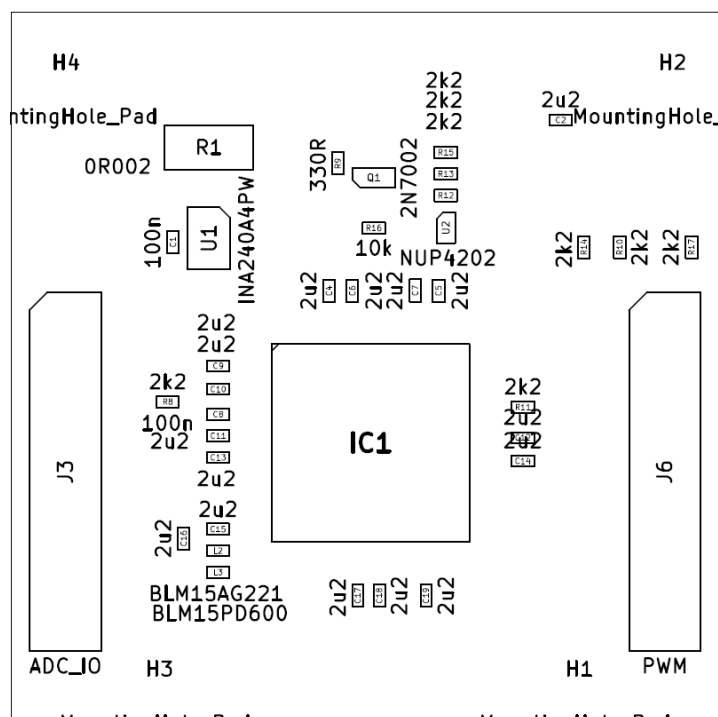 H4
H2
2k2
2k2
2k2
2u2
C2
ntingHole_Pad
MountingHole_
R1
0R002
330R
R9
Q1
2N7002
R15
R13
R12
INA240A4PW
100n
C1
U1
R16
10k
U2
NUP4202
2k2
R14
2k2
R10
2k2
R17
2u2
C4
C6
2u2
2u2
C7
C5
2u2
2u2
2u2
C9
2k2
C10
R8
C8
100n
C11
2u2
C13
2u2
IC1
2k2
R11
2u2
2u2
C14
J3
J6
2u2
2u2
C16
C15
L2
L3
BLM15AG221
BLM15PD600
2u2
C17
C18
2u2
C19
2u2
ADC_IO
H3
H1
PWM